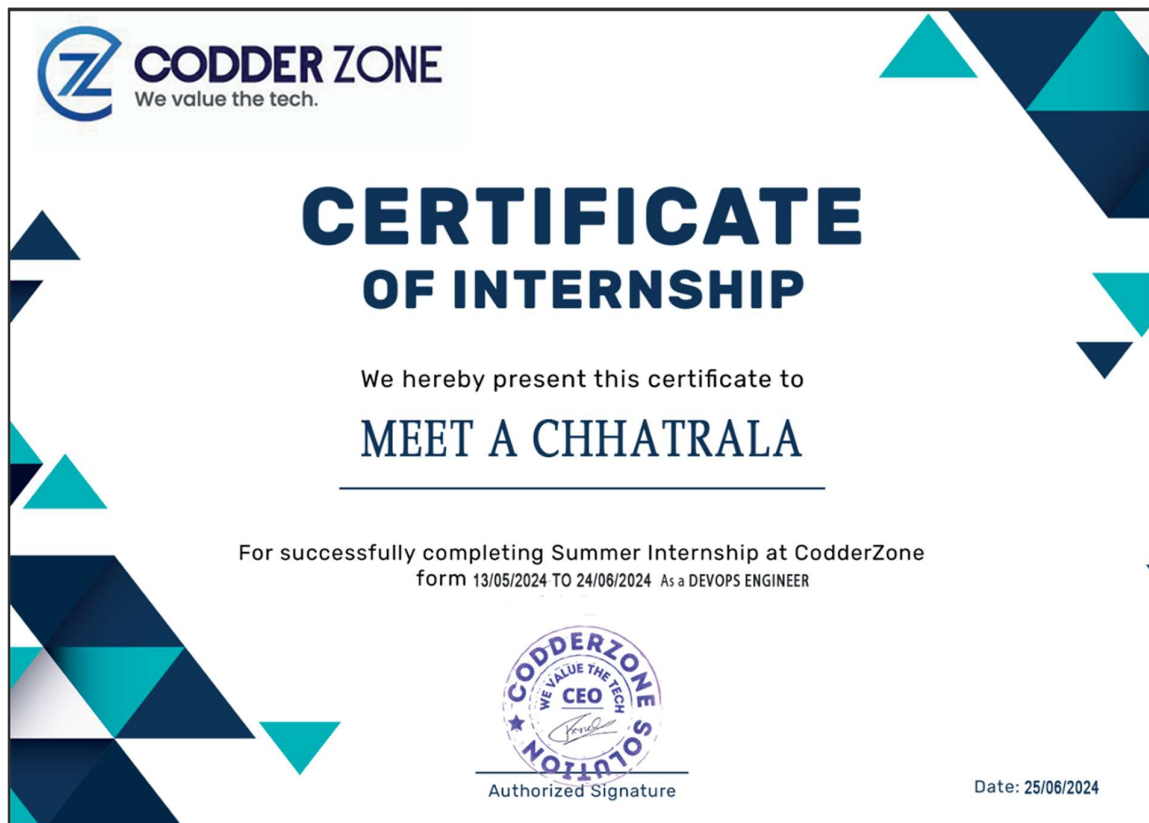 CODDER ZONE
We value the tech.
CERTIFICATE
OF INTERNSHIP
We hereby present this certificate to
MEET A CHHATRALA
For successfully completing Summer Internship at CodderZone
form 13/05/2024 TO 24/06/2024 As a DEVOPS ENGINEER
CODDERZONE SOLUTION
WE VALUE THE TECH
CEO
Authorized Signature
Date: 25/06/2024